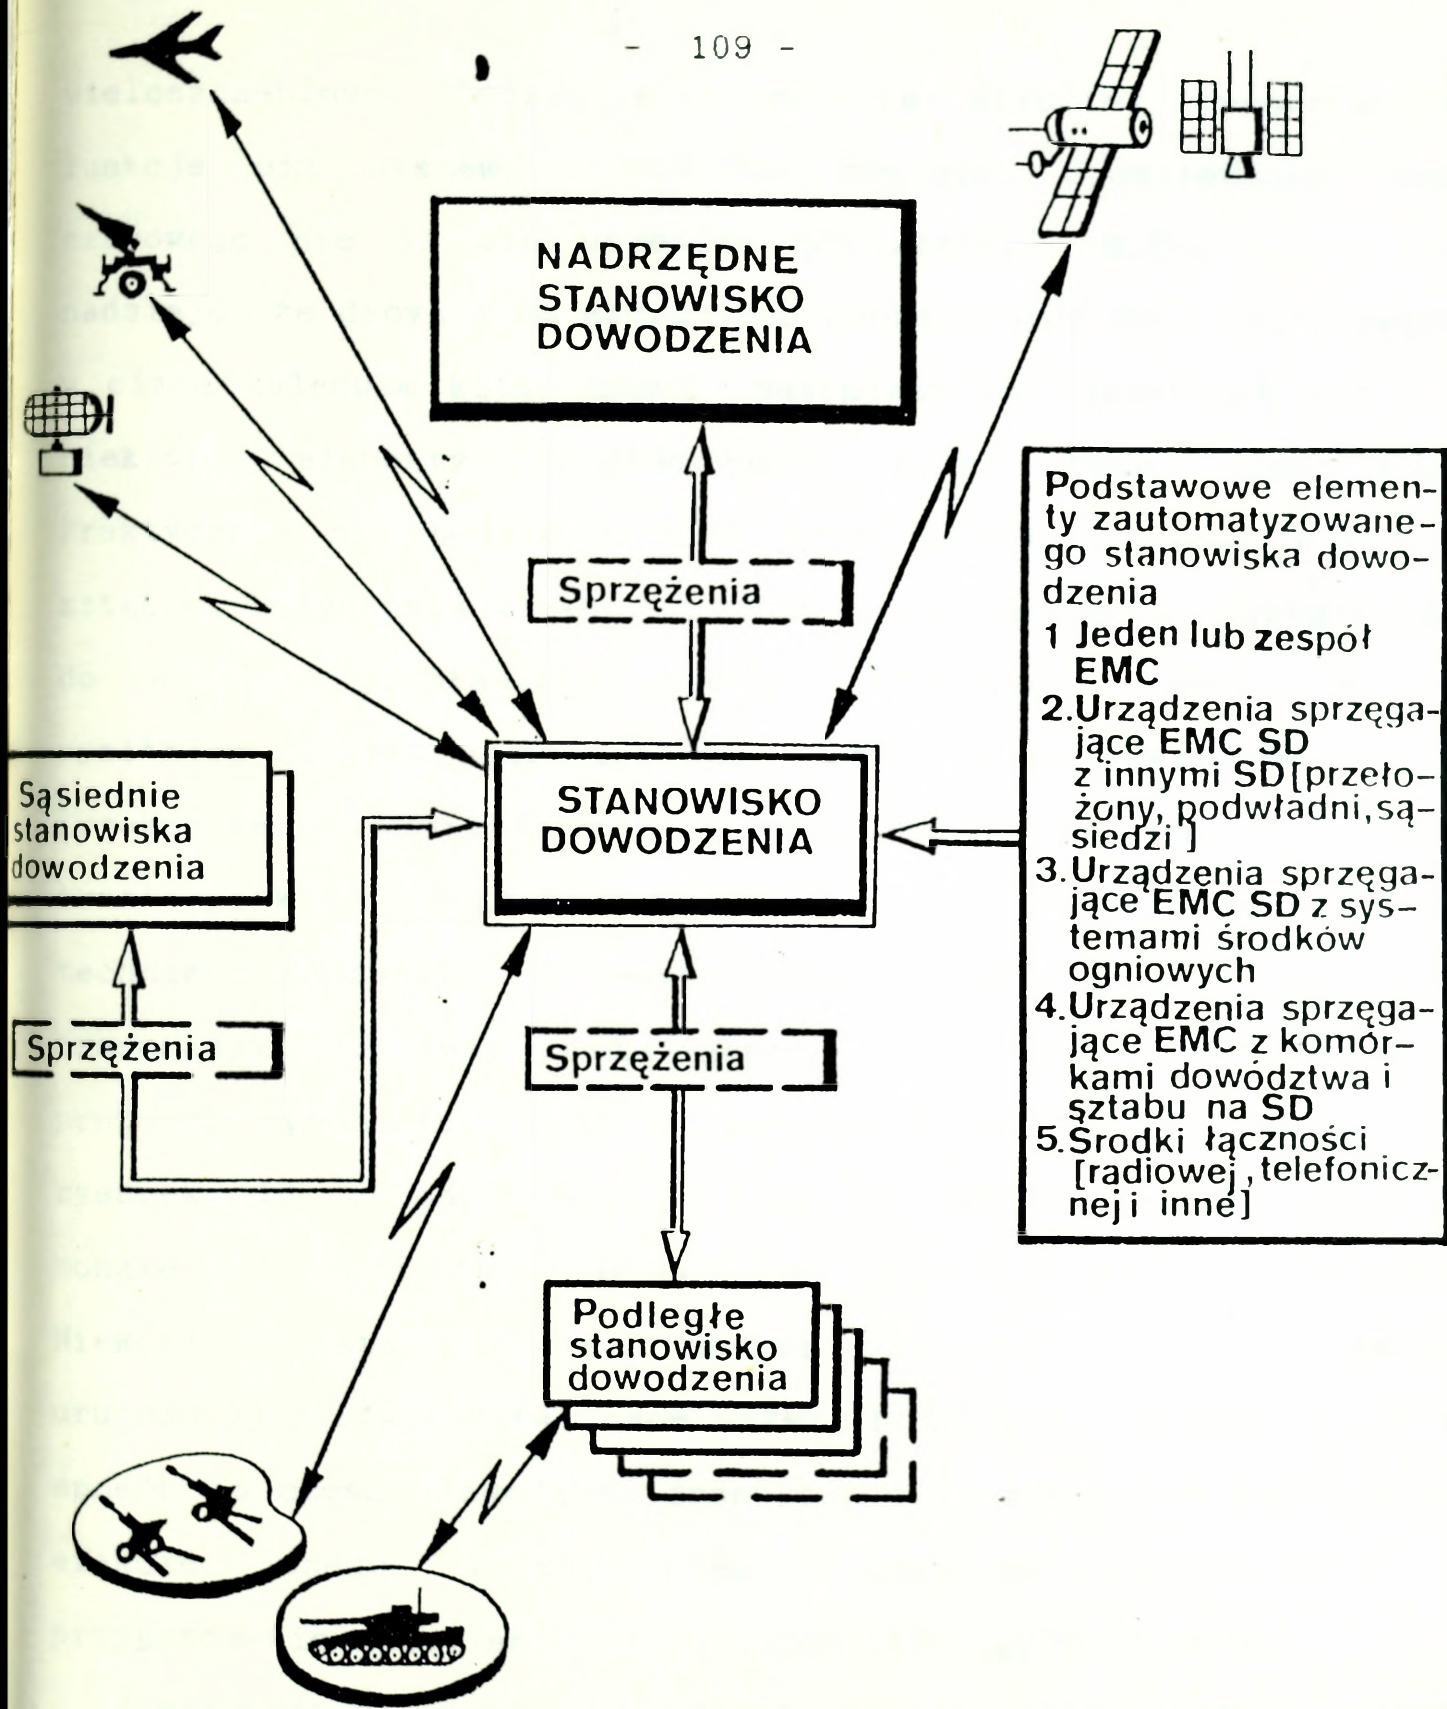 - 109 -
NADRZĘDNE
STANOWISKO
DOWODZENIA
Sprzężenia
Podstawowe elemen-
ty zautomatyzowane-
go stanowiska dowo-
dzenia
1 Jeden lub zespół
EMC
2.Urządzenia sprzęga-
jące EMC SD
z innymi SD[przeło-
żony, podwładni,są-
siedzi]
3.Urządzenia sprzęga-
jące EMC SD z sys-
temami środków
ogniowych
4.Urządzenia sprzęga-
jące EMC z komór-
kami dowództwa i
sztabu na SD
5.Srodki łączności
[radiowej,telefonicz-
nej i inne]
STANOWISKO
DOWODZENIA
Sąsiednie
stanowiska
dowodzenia
Sprzężenia
Sprzężenia
Podległe
stanowisko
dowodzenia